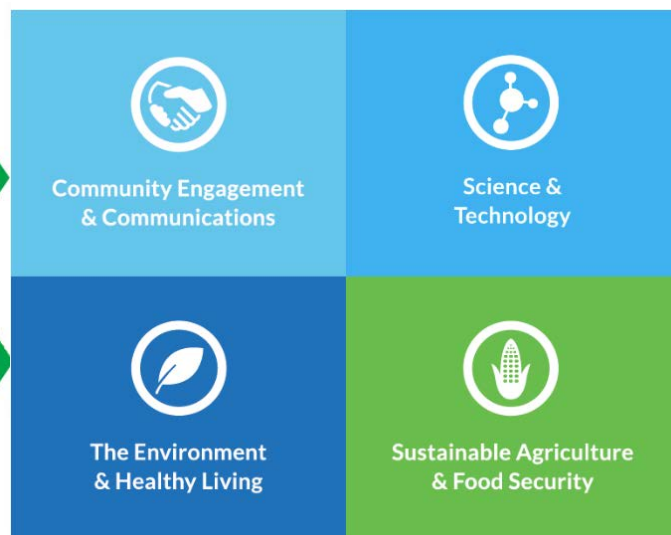 Community Engagement
& Communications
Science &
Technology
The Environment
& Healthy Living
Sustainable Agriculture
& Food Security